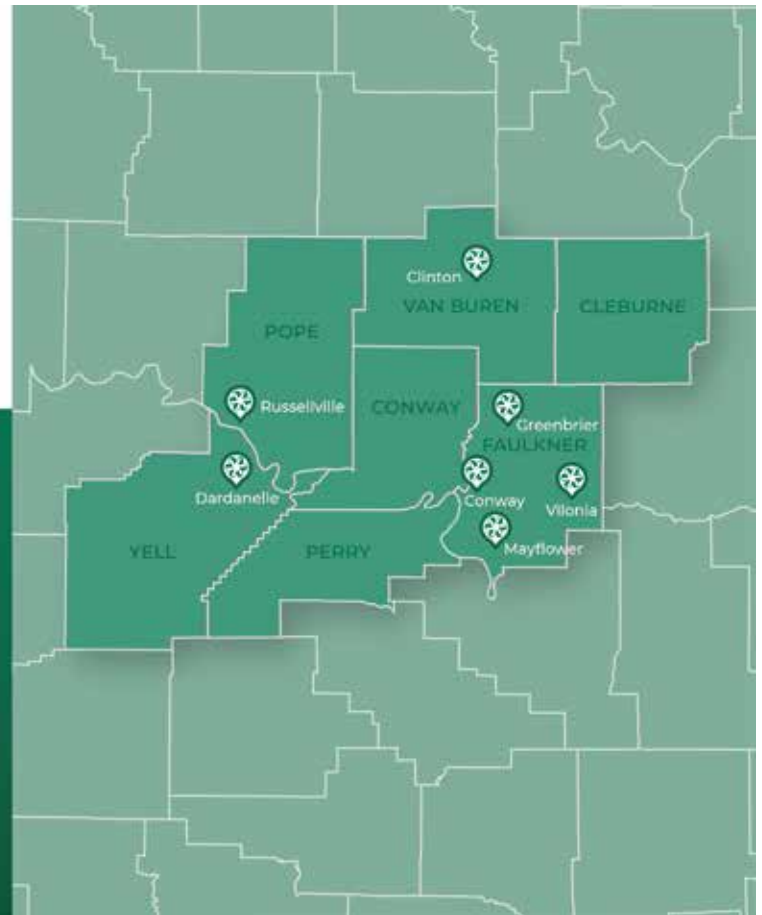 Clinton
VAN BUREN
CLEBURNE
POPE
Russellville
CONWAY
Greenbrier
FAULKNER
Dardanelle
Conway
Vilonia
Mayflower
YELL
PERRY